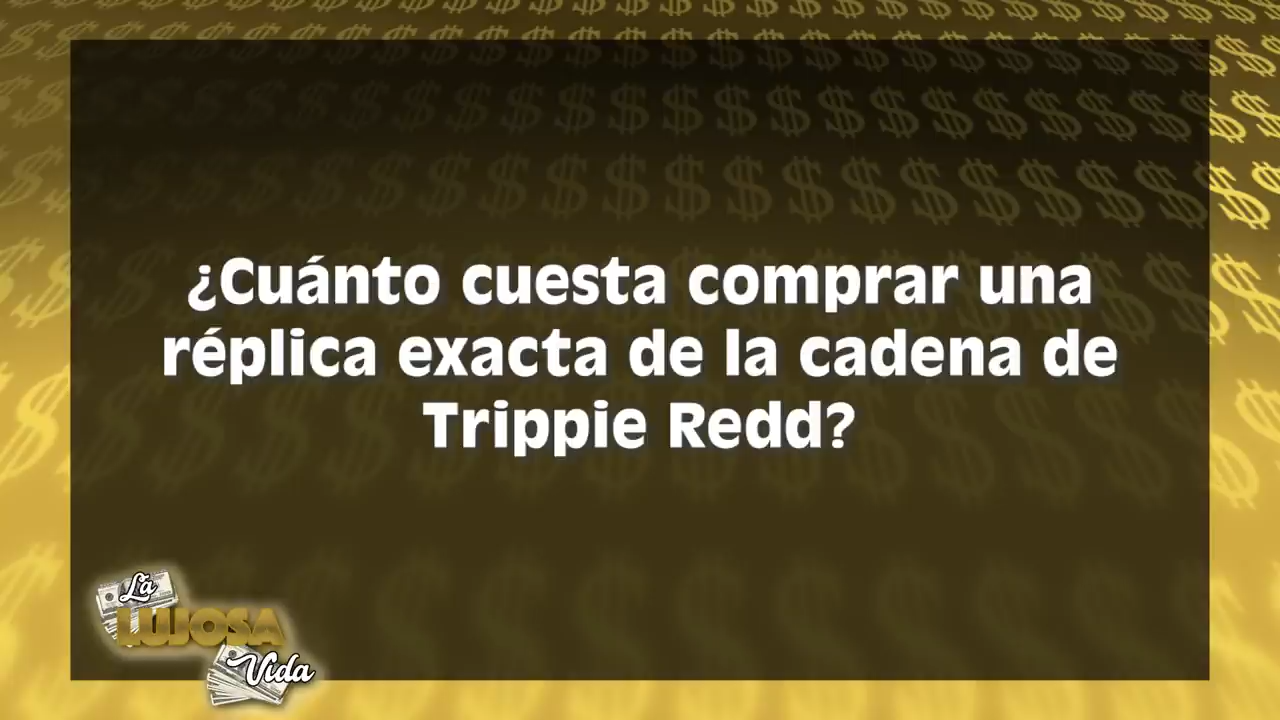 ¿Cuánto cuesta comprar una
réplica exacta de la cadena de
Trippie Redd?
La
LUJOSA
Vida